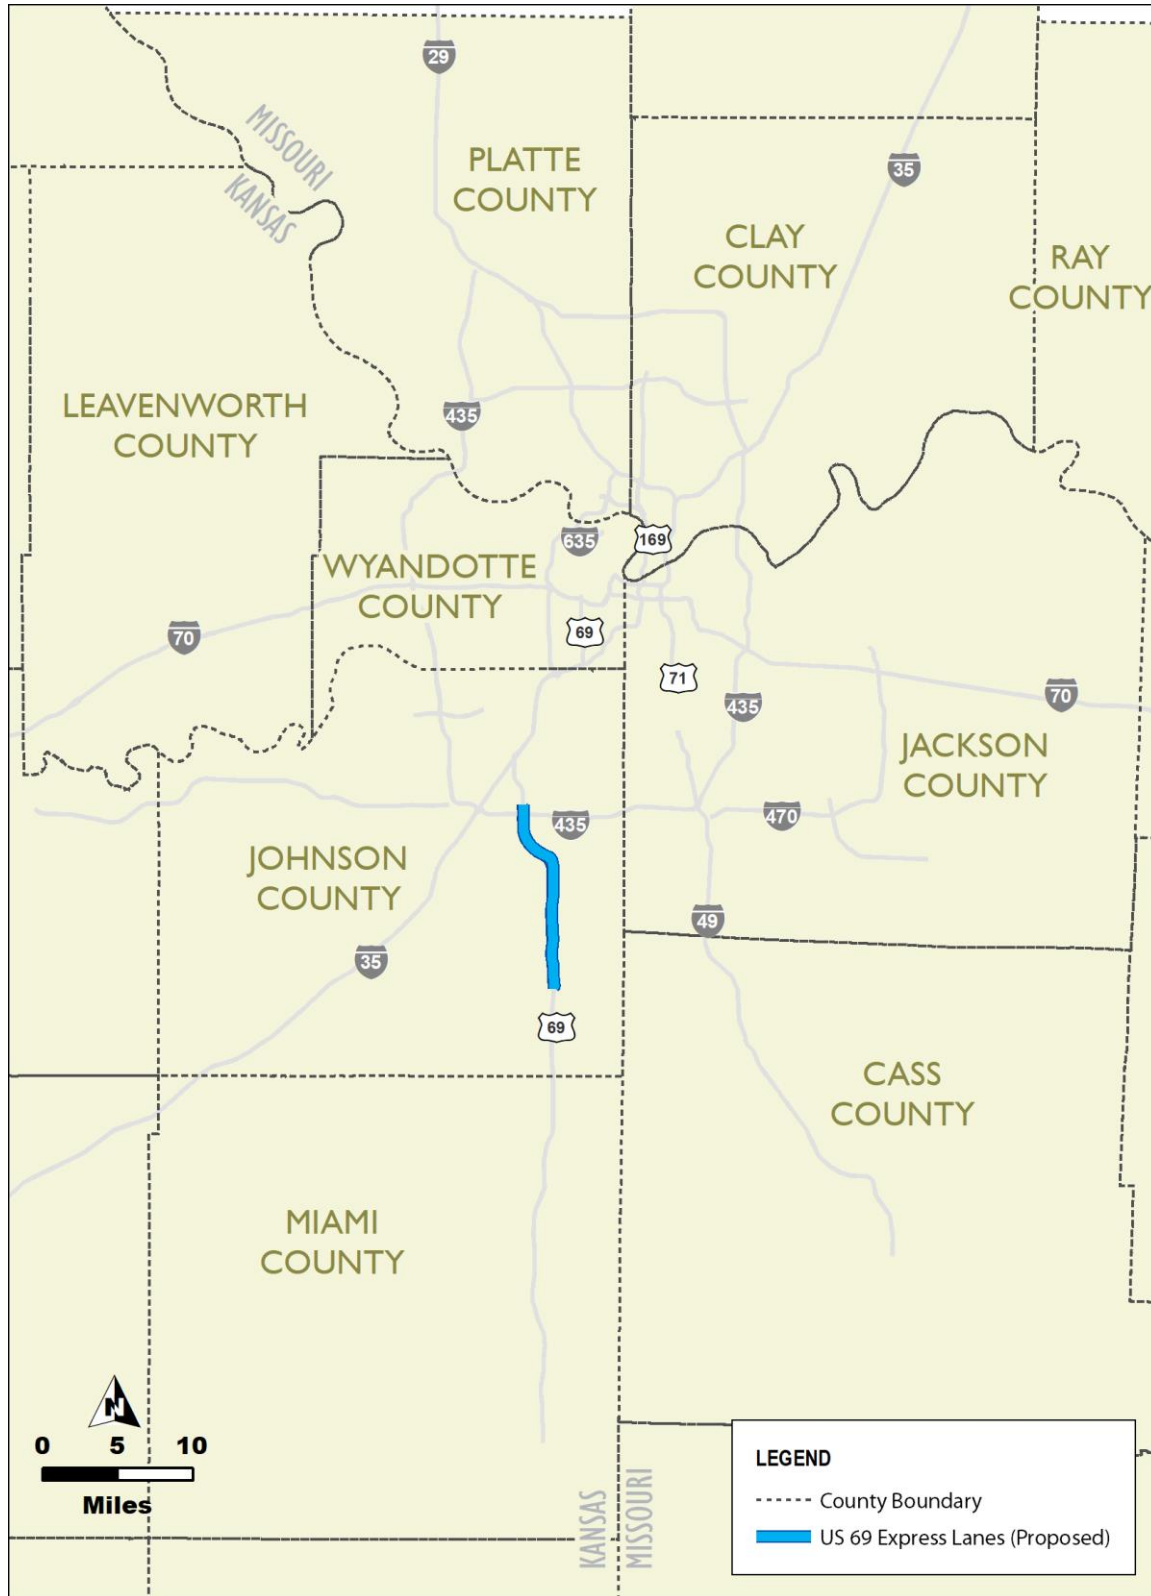 29
MISSOURI
KANSAS
PLATTE
COUNTY
35
CLAY
COUNTY
RAY
COUNTY
LEAVENWORTH
COUNTY
435
635
169
WYANDOTTE
COUNTY
70
69
71
435
70
JACKSON
COUNTY
435
470
JOHNSON
COUNTY
49
35
69
CASS
COUNTY
MIAMI
COUNTY
N
0 5 10
Miles
KANSAS
MISSOURI
LEGEND
County Boundary
US 69 Express Lanes (Proposed)